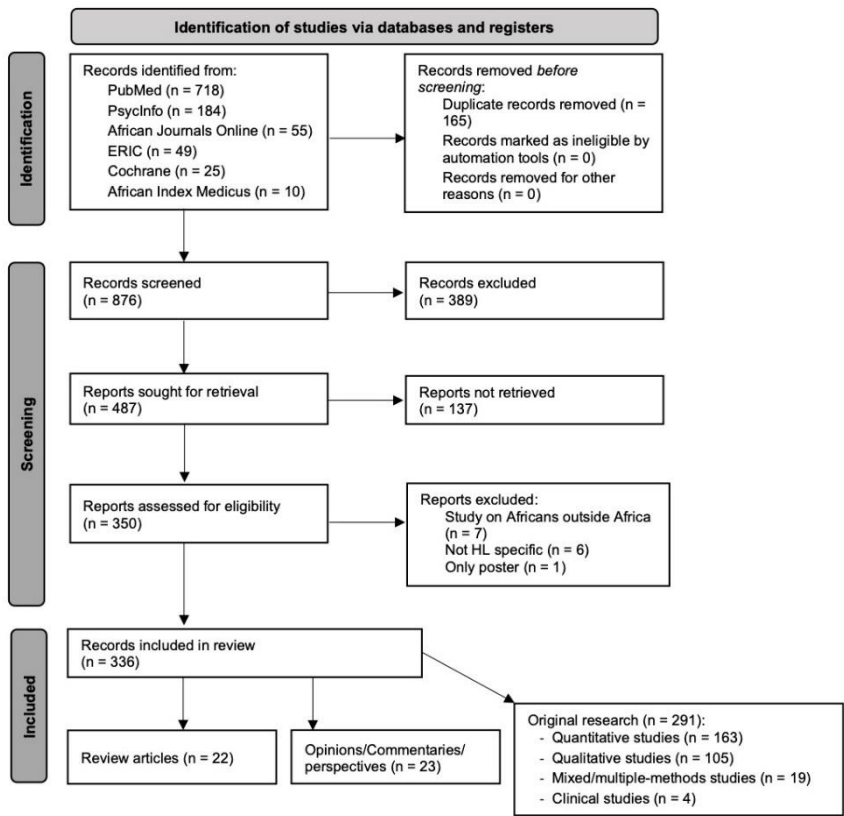 Identification of studies via databases and registers
Identification
Records identified from:
PubMed (n = 718)
PsycInfo (n = 184)
African Journals Online (n = 55)
ERIC (n = 49)
Cochrane (n = 25)
African Index Medicus (n = 10)
Records removed before
screening:
Duplicate records removed (n =
165)
Records marked as ineligible by
automation tools (n = 0)
Records removed for other
reasons (n = 0)
Screening
Records screened
(n = 876)
Records excluded
(n = 389)
Reports sought for retrieval
(n = 487)
Reports not retrieved
(n = 137)
Reports assessed for eligibility
(n = 350)
Reports excluded:
Study on Africans outside Africa
(n = 7)
Not HL specific (n = 6)
Only poster (n = 1)
Included
Records included in review
(n = 336)
Review articles (n = 22)
Opinions/Commentaries/
perspectives (n = 23)
Original research (n = 291):
- Quantitative studies (n = 163)
- Qualitative studies (n = 105)
- Mixed/multiple-methods studies (n = 19)
- Clinical studies (n = 4)